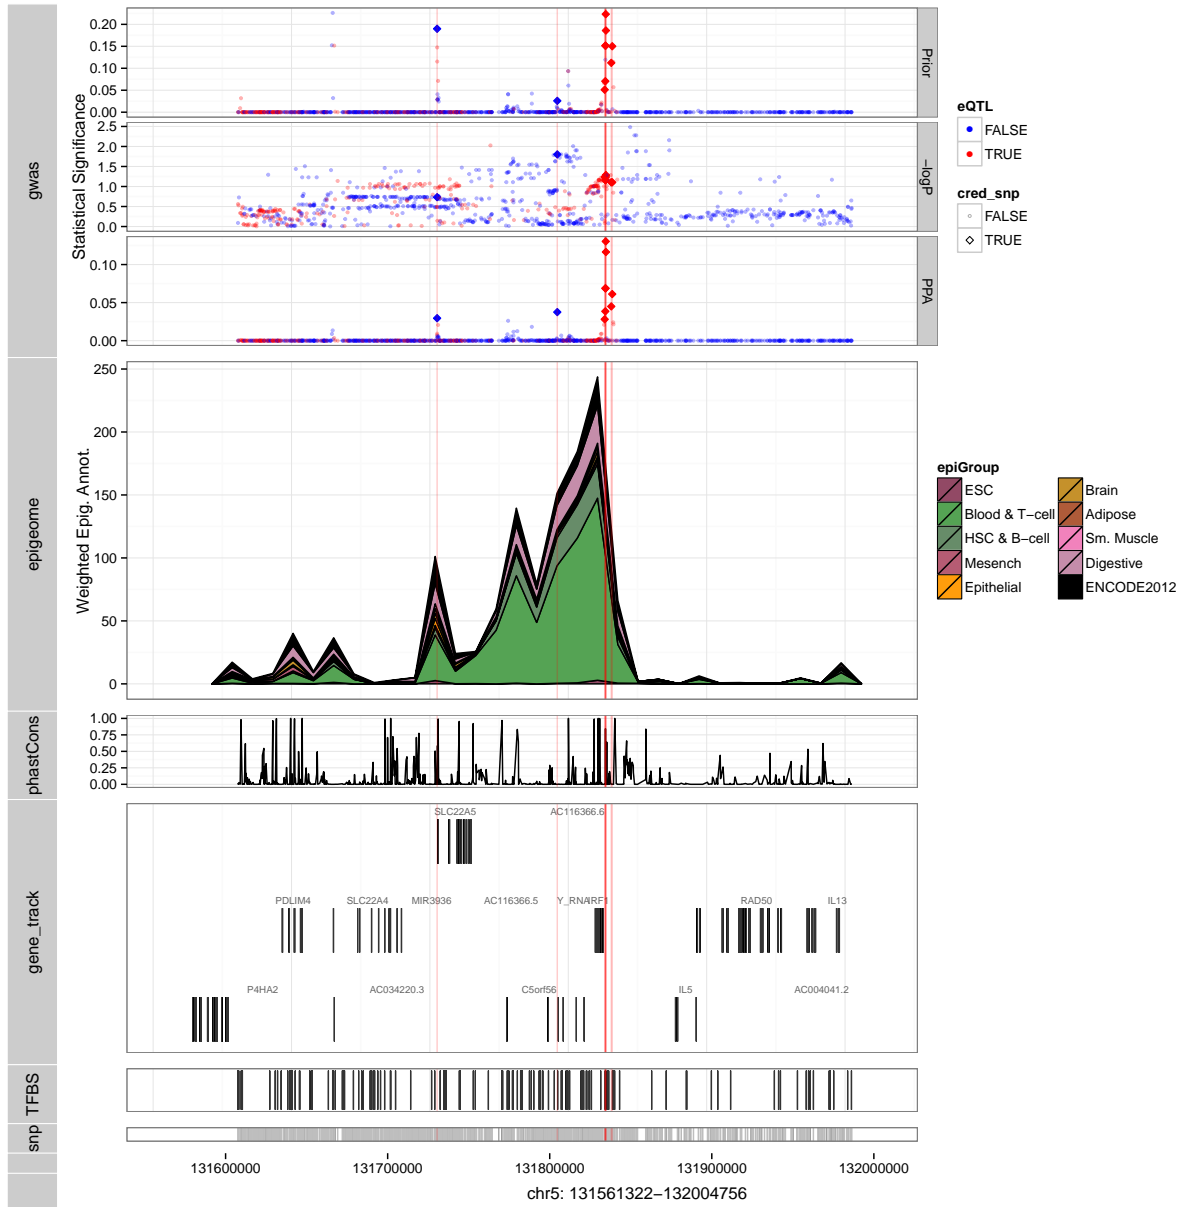 gwas
epigeome
phastCons
gene_track
TFBS
snp
Statistical Significance
0.20
0.15
0.10
0.05
0.00
Prior
2.5
2.0
1.5
1.0
0.5
0.0
−logP
0.10
0.05
0.00
PPA
eQTL
FALSE
TRUE
cred_snp
FALSE
TRUE
Weighted Epig. Annot.
250
200
150
100
50
0
epiGroup
ESC
Blood & T−cell
HSC & B−cell
Mesench
Epithelial
Brain
Adipose
Sm. Muscle
Digestive
ENCODE2012
1.00
0.75
0.50
0.25
0.00
SLC22A5 AC116366.6
PDLIM4 SLC22A4 MIR3936 AC116366.5 Y_RNA IRF1 RAD50 IL13
P4HA2 AC034220.3 C5orf56 IL5 AC004041.2
131600000 131700000 131800000 131900000 132000000
chr5: 131561322−132004756